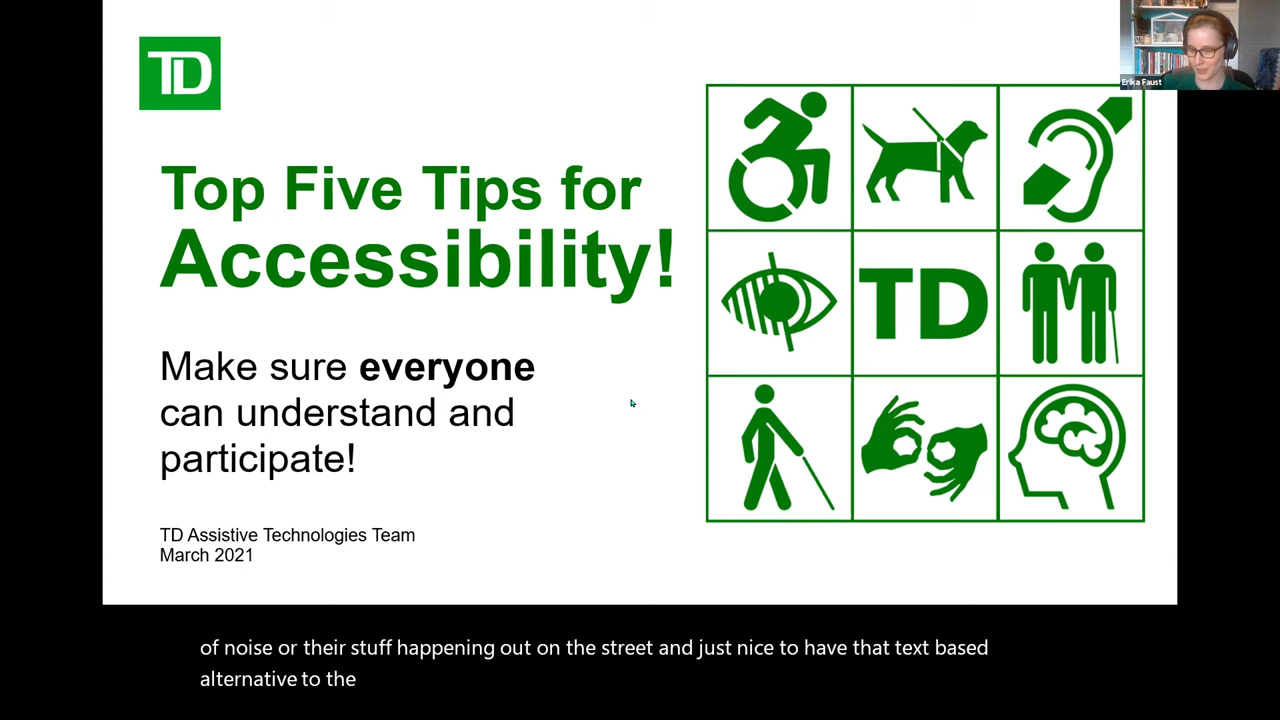 TD
Erika Faust
Top Five Tips for
Accessibility!
TD
Make sure everyone
can understand and
participate!
TD Assistive Technologies Team
March 2021
of noise or their stuff happening out on the street and just nice to have that text based
alternative to the